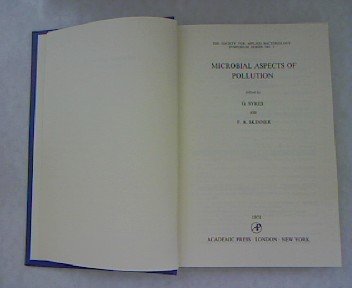 THE SOCIETY FOR APPLIED BACTERIOLOGY
SYMPOSIUM SERIES NO. 1
MICROBIAL ASPECTS OF
POLLUTION
Edited by
G. SYKES
AND
F. A. SKINNER
1971
ACADEMIC PRESS · LONDON · NEW YORK